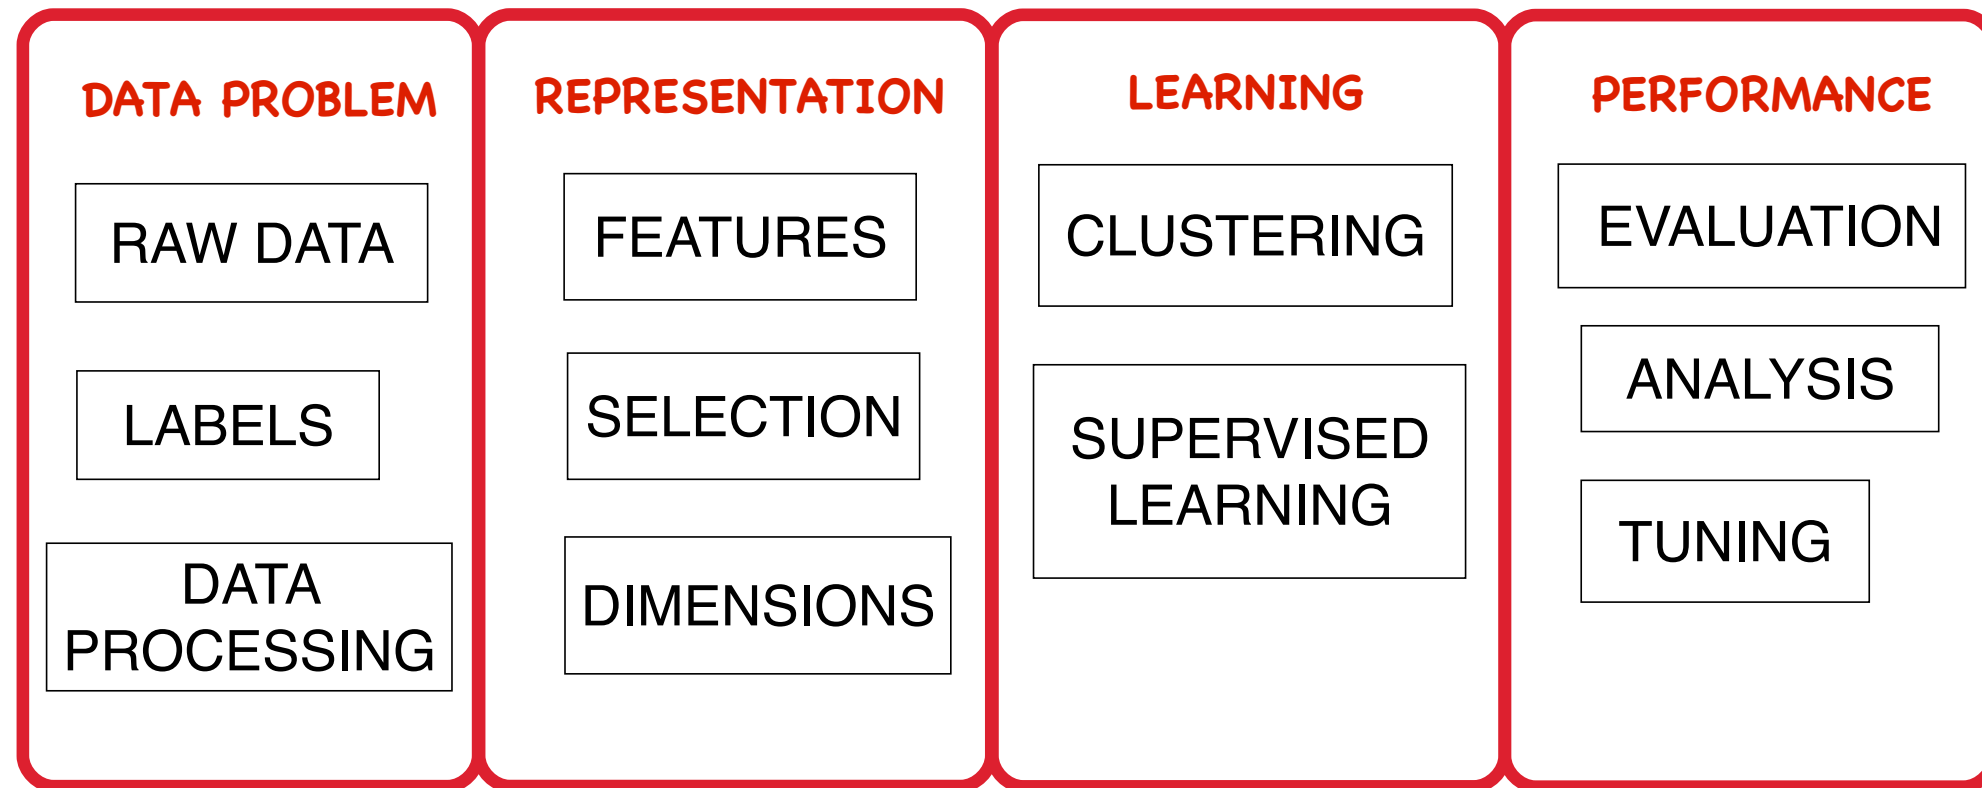 DATA PROBLEM
RAW DATA
LABELS
DATA
PROCESSING
REPRESENTATION
FEATURES
SELECTION
DIMENSIONS
LEARNING
CLUSTERING
SUPERVISED
LEARNING
PERFORMANCE
EVALUATION
ANALYSIS
TUNING